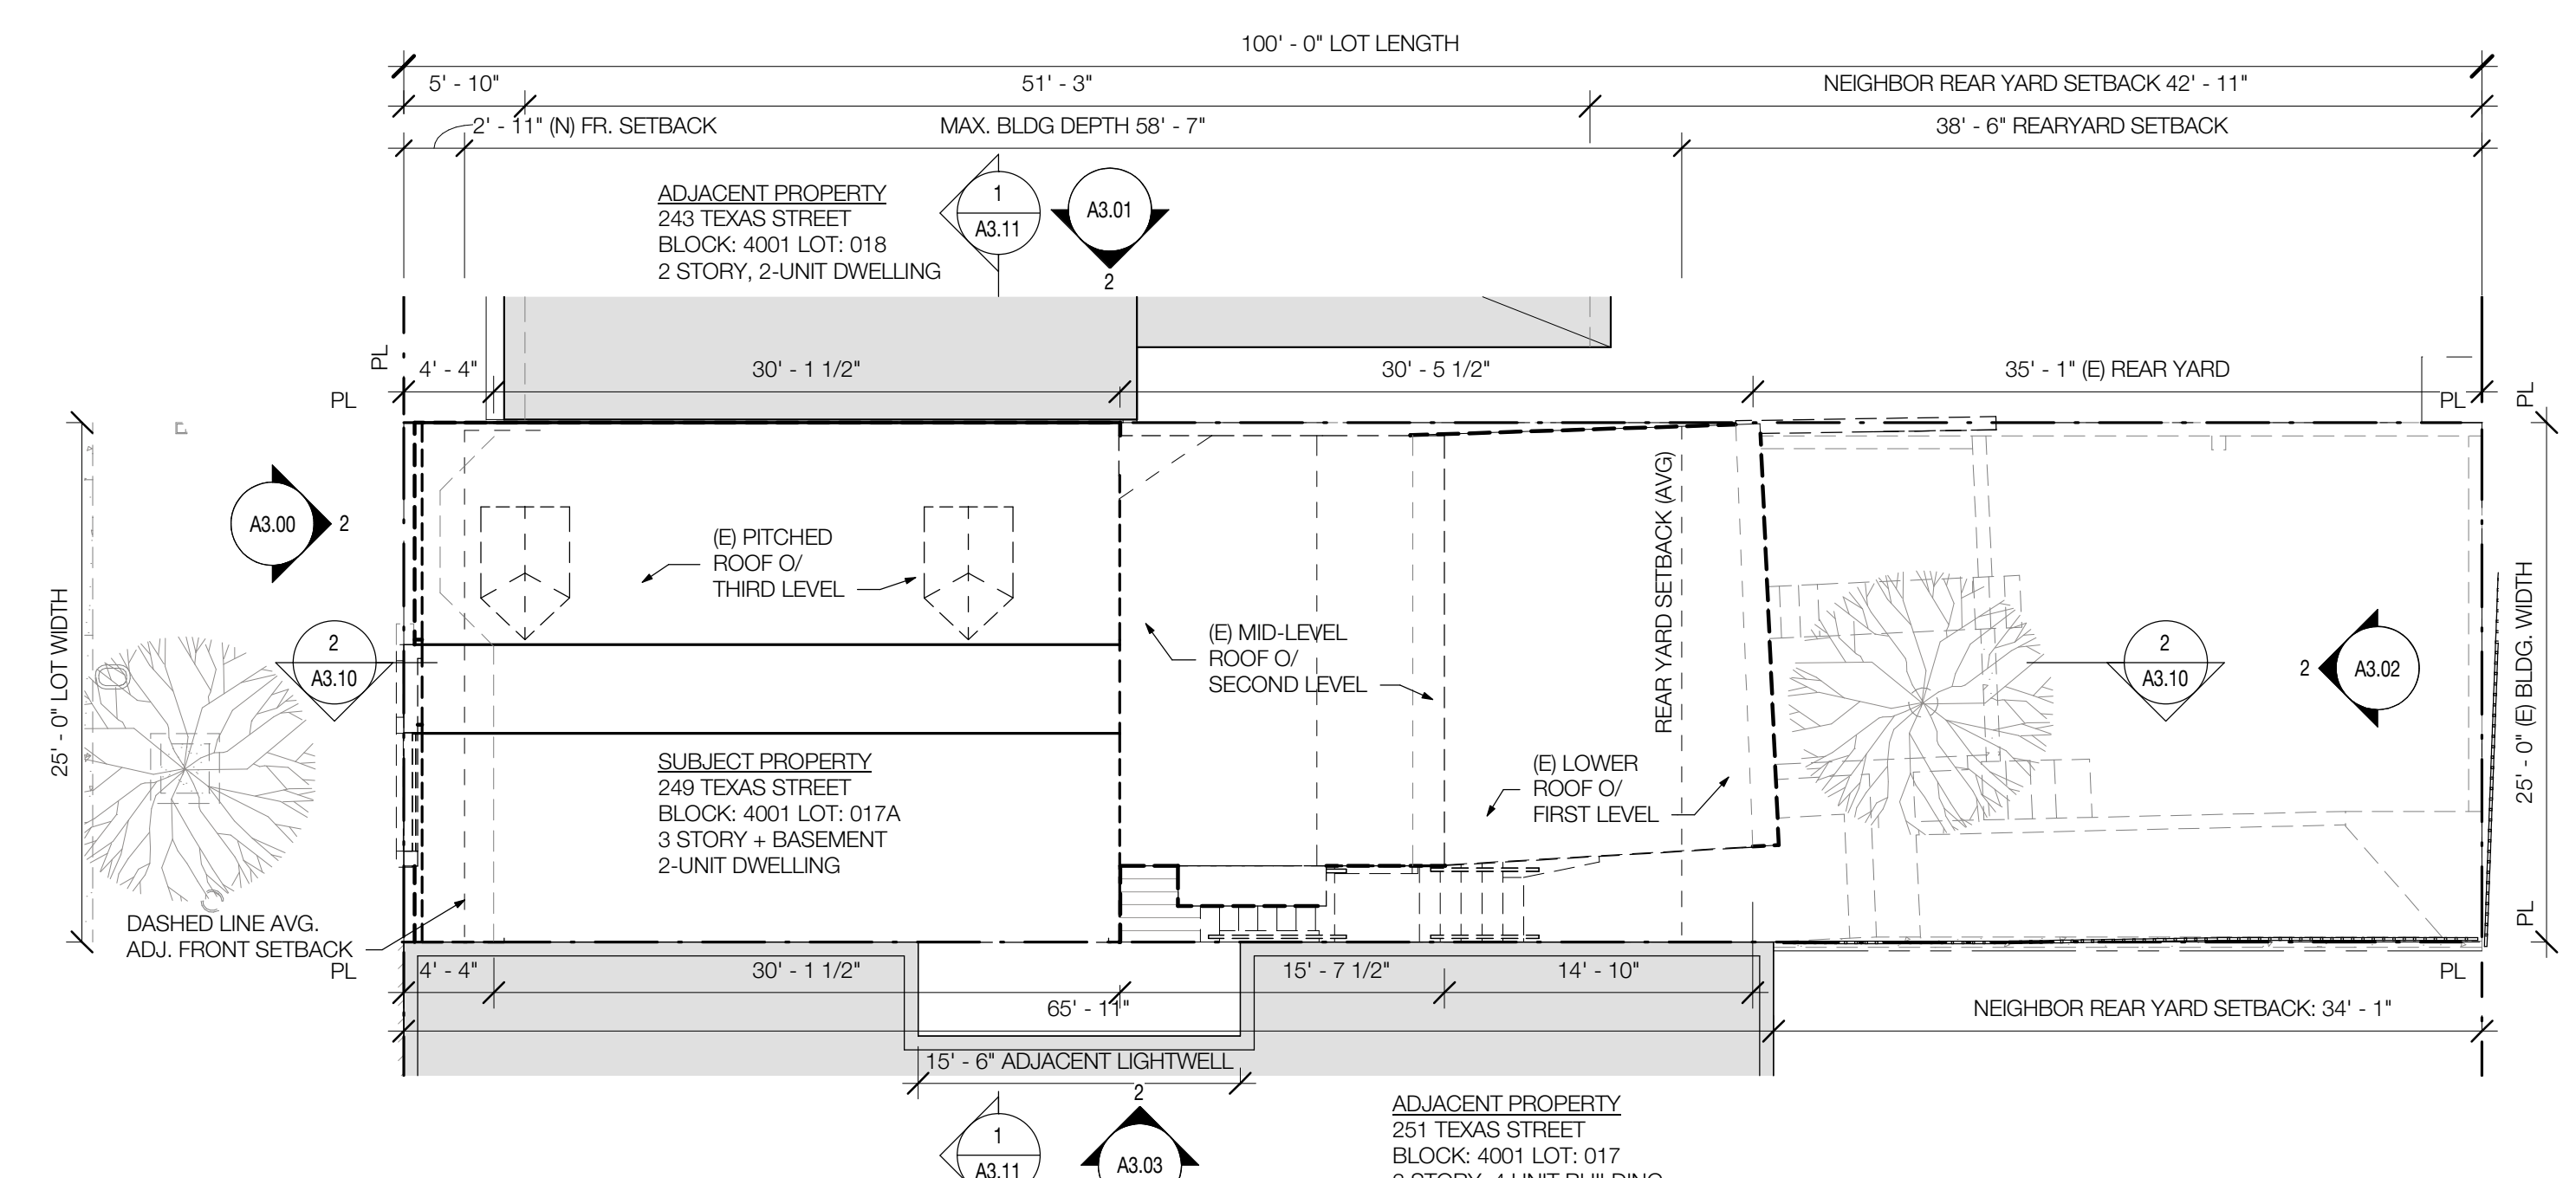 100' - 0" LOT LENGTH
5' - 10"
51' - 3"
NEIGHBOR REAR YARD SETBACK 42' - 11"
2' - 11" (N) FR. SETBACK
MAX. BLDG DEPTH 58' - 7"
38' - 6" REARYARD SETBACK
ADJACENT PROPERTY
243 TEXAS STREET
BLOCK: 4001 LOT: 018
2 STORY, 2-UNIT DWELLING
1
A3.11
A3.01
2
PL
4' - 4"
30' - 1 1/2"
30' - 5 1/2"
35' - 1" (E) REAR YARD
PL
PL
PL
A3.00
2
(E) PITCHED
ROOF O/
THIRD LEVEL
REAR YARD SETBACK (AVG)
25' - 0" LOT WIDTH
2
A3.10
(E) MID-LEVEL
ROOF O/
SECOND LEVEL
2
A3.10
2
A3.02
25' - 0" (E) BLDG. WIDTH
SUBJECT PROPERTY
249 TEXAS STREET
BLOCK: 4001 LOT: 017A
3 STORY + BASEMENT
2-UNIT DWELLING
(E) LOWER
ROOF O/
FIRST LEVEL
DASHED LINE AVG.
ADJ. FRONT SETBACK
PL
PL
4' - 4"
30' - 1 1/2"
15' - 7 1/2"
14' - 10"
PL
65' - 11"
NEIGHBOR REAR YARD SETBACK: 34' - 1"
15' - 6" ADJACENT LIGHTWELL
2
1
A3.11
A3.03
ADJACENT PROPERTY
251 TEXAS STREET
BLOCK: 4001 LOT: 017